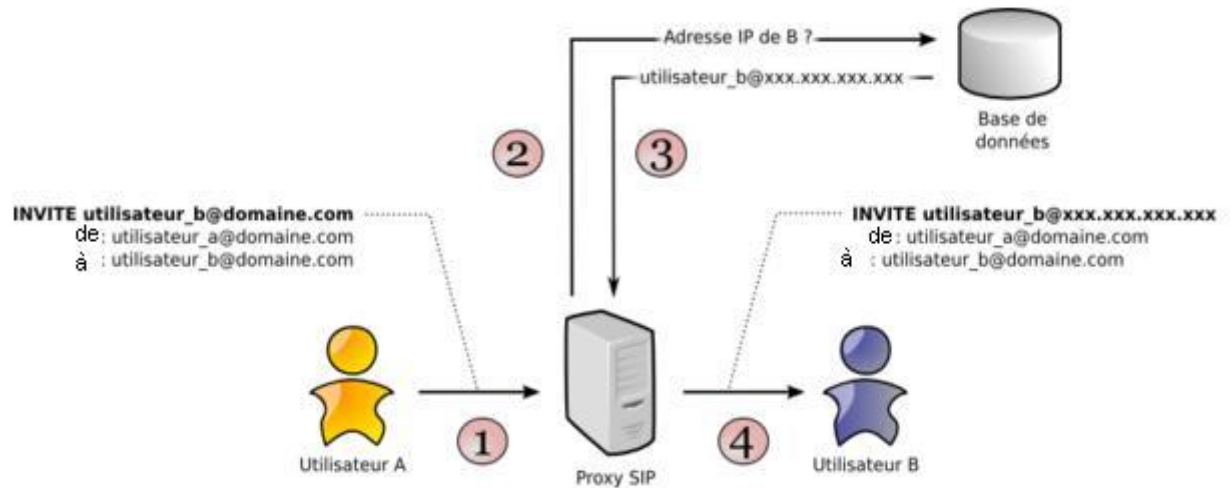 Adresse IP de B ?
utilisateur_b@xxx.xxx.xxx.xxx
Base de
données
2
3
INVITE utilisateur_b@domaine.com
de : utilisateur_a@domaine.com
à : utilisateur_b@domaine.com
INVITE utilisateur_b@xxx.xxx.xxx.xxx
de : utilisateur_a@domaine.com
à : utilisateur_b@domaine.com
1
4
Utilisateur A
Proxy SIP
Utilisateur B